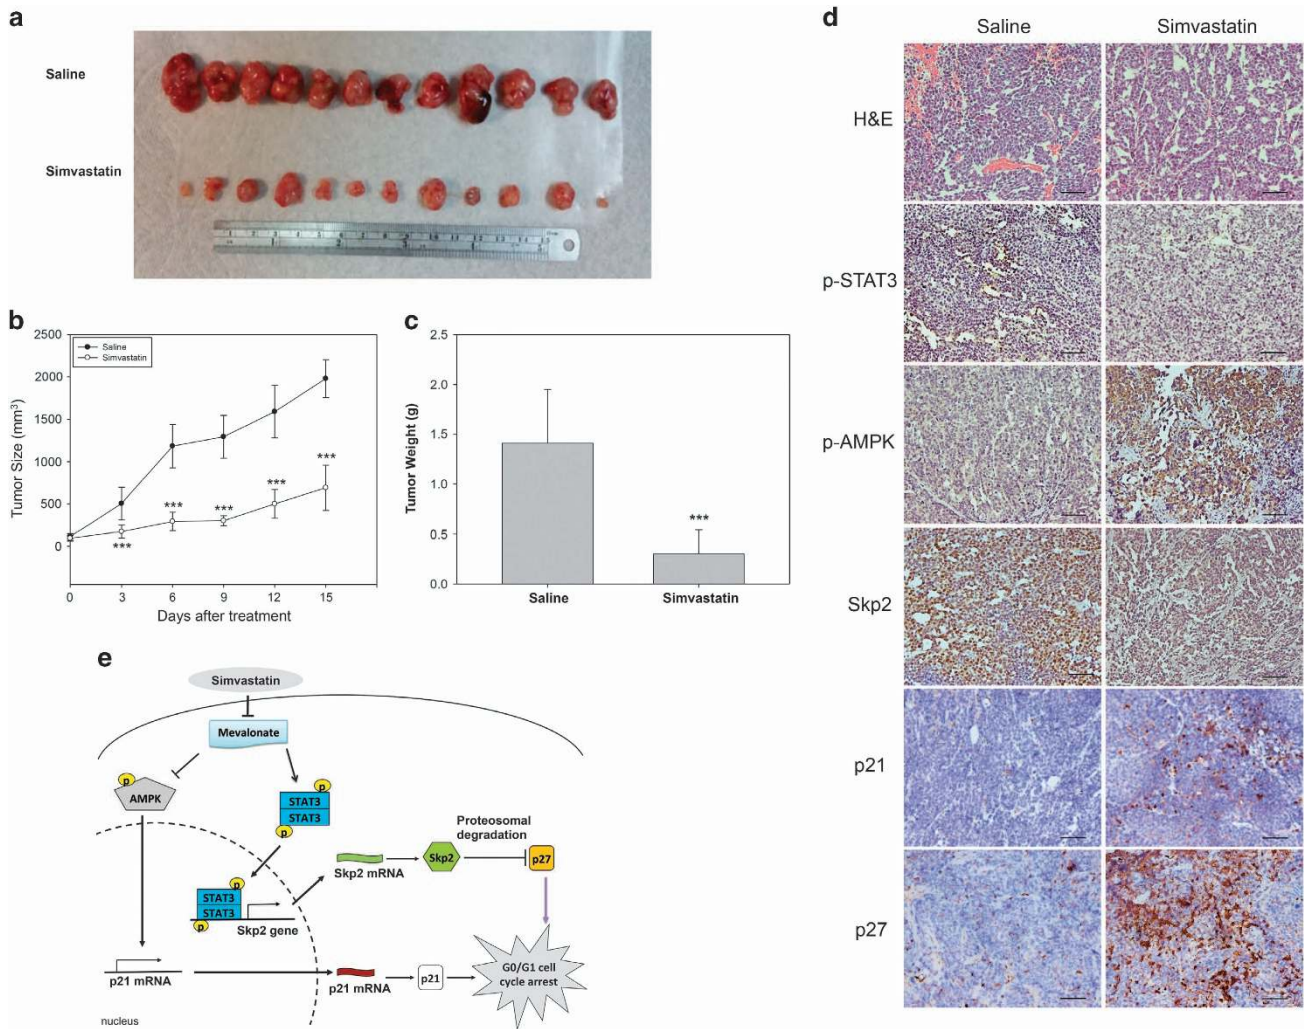 a
Saline
Simvastatin
b
Tumor Size (mm³)
2500
2000
1500
1000
500
0
Saline
Simvastatin
***
***
***
***
***
0 3 6 9 12 15
Days after treatment
c
Tumor Weight (g)
2.5
2.0
1.5
1.0
0.5
0.0
***
Saline Simvastatin
d
Saline Simvastatin
H&E
p-STAT3
p-AMPK
Skp2
p21
p27
e
Simvastatin
Mevalonate
p
AMPK
p
STAT3
STAT3
p
p
STAT3
STAT3
p
Skp2 gene
Skp2 mRNA
Skp2
Proteosomal
degradation
p27
p21 mRNA
p21 mRNA
p21
G0/G1 cell
cycle arrest
nucleus